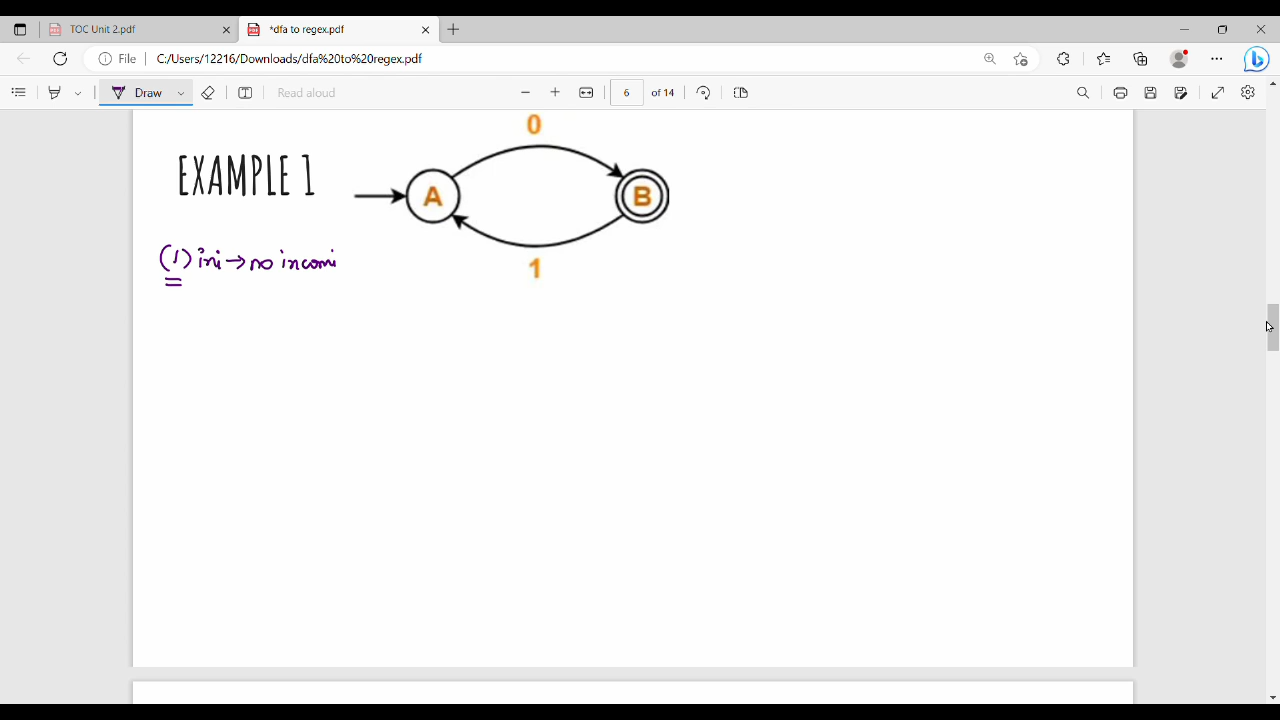 TOC Unit 2.pdf
*dfa to regex.pdf
File C:/Users/12216/Downloads/dfa%20to%20regex.pdf
Draw
Read aloud
6 of 14
EXAMPLE 1
0
A
B
1
(1) ini → no incomi